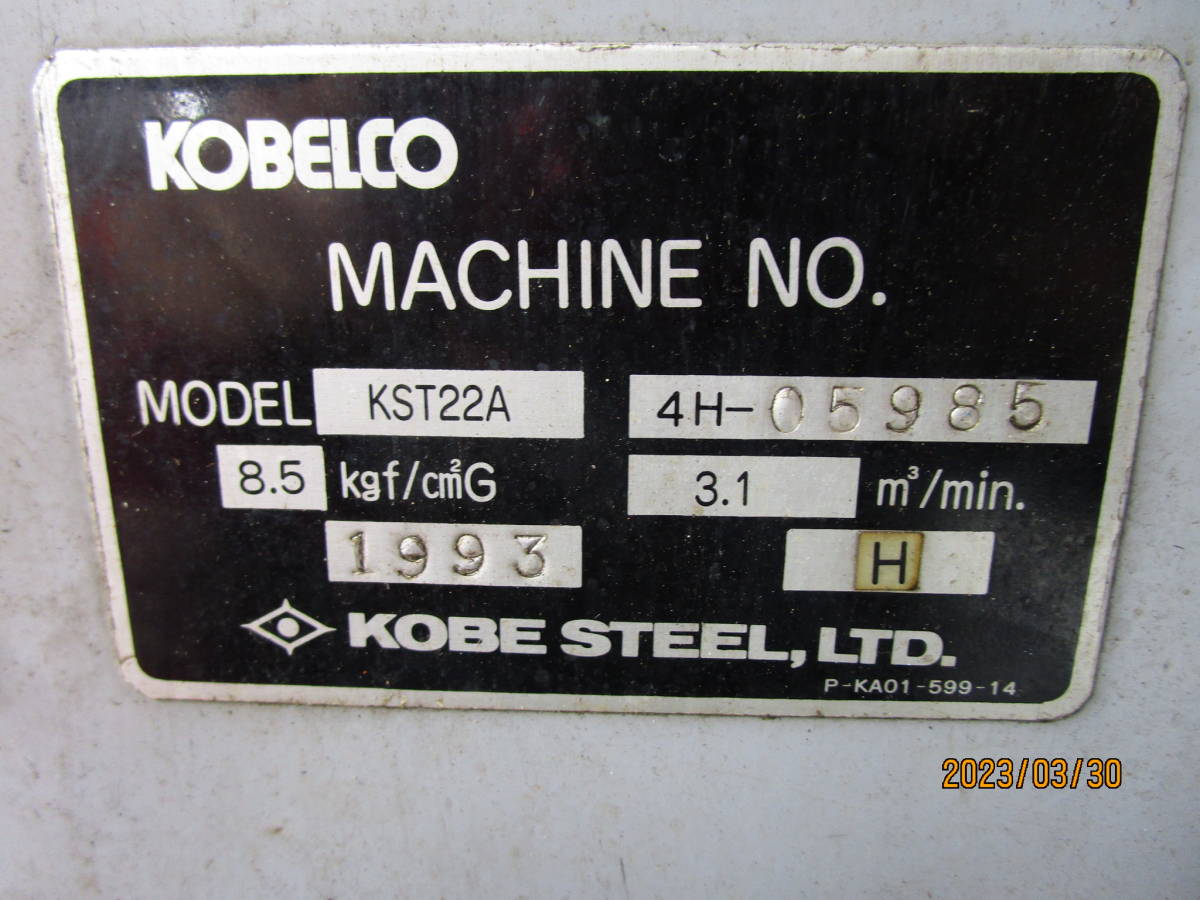 KOBELCO
MACHINE NO.
MODEL KST22A 4H-05985
8.5 kgf/cm²G 3.1 m³/min.
1993 H
KOBE STEEL, LTD.
P-KA01-599-14
2023/03/30